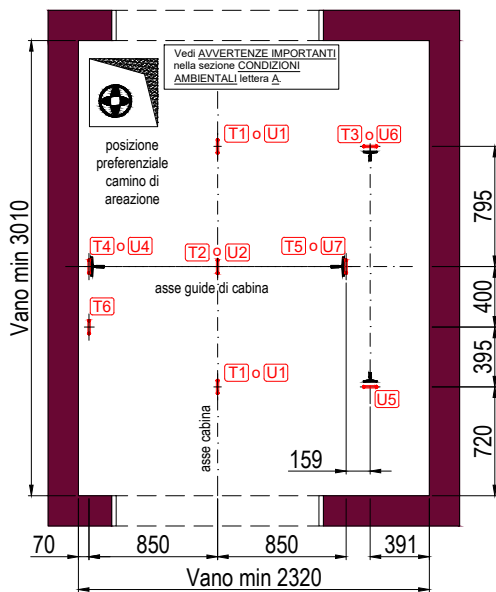 Vedi AVVERTENZE IMPORTANTI
nella sezione CONDIZIONI
AMBIENTALI lettera A.
posizione
preferenziale
camino di
areazione
T1 o U1
T3 o U6
T4 o U4
T2 o U2
T5 o U7
asse guide di cabina
T6
T1 o U1
U5
asse cabina
159
Vano min 3010
795
400
395
720
70
850
850
391
Vano min 2320